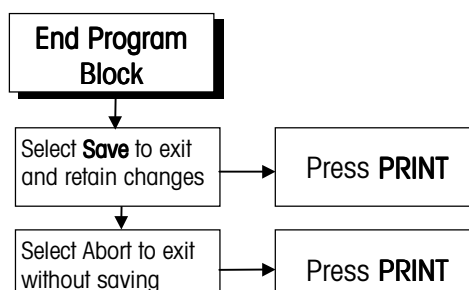 End Program
Block
Select Save to exit
and retain changes
Press PRINT
Select Abort to exit
without saving
Press PRINT